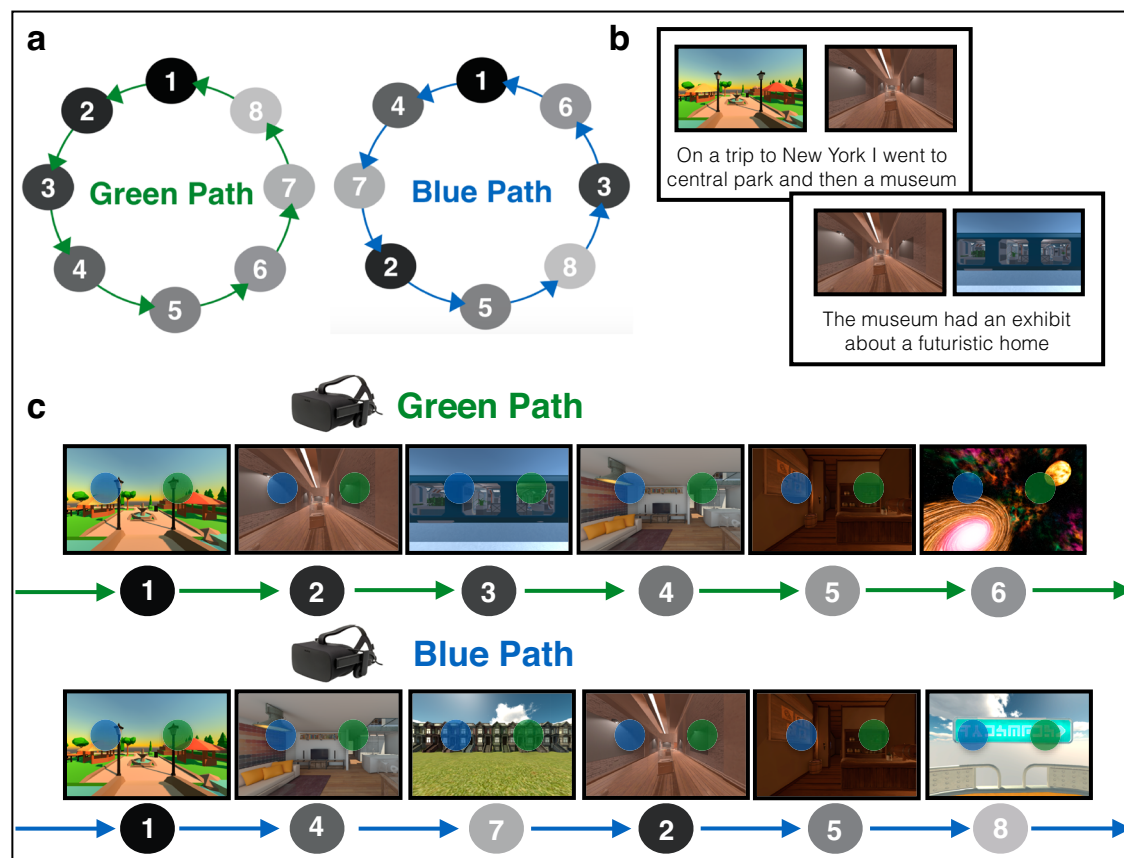 a
1
2
8
3
Green Path
7
4
6
5
1
4
6
7
Blue Path
3
2
8
5
b
On a trip to New York I went to
central park and then a museum
The museum had an exhibit
about a futuristic home
c
Green Path
1
2
3
4
5
6
Blue Path
1
4
7
2
5
8